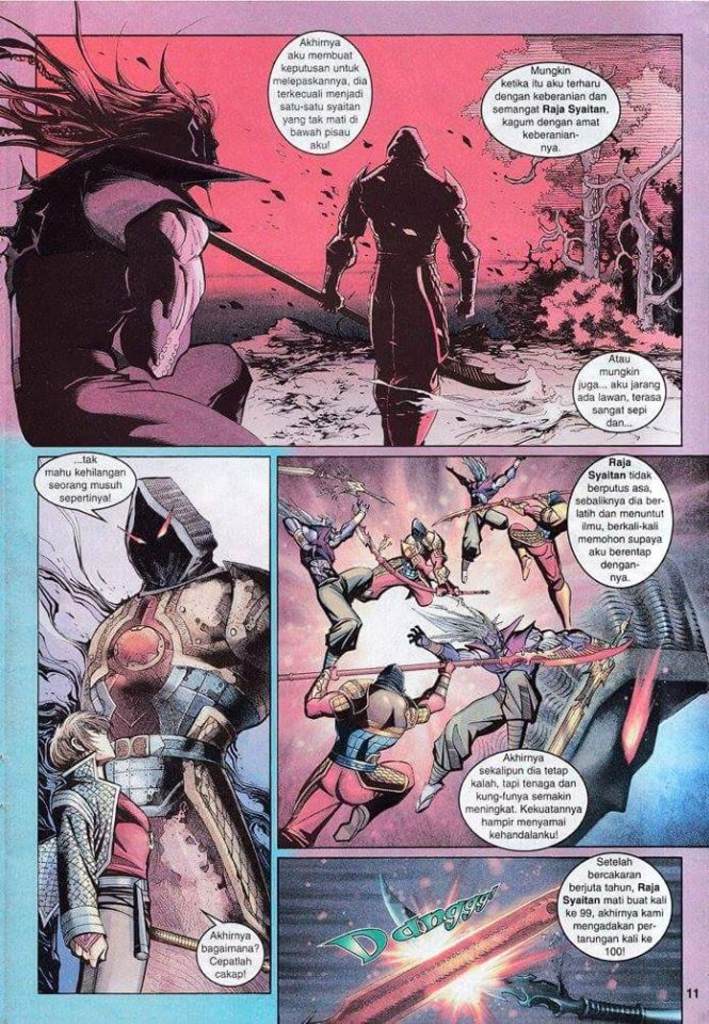 Akhirnya
aku membuat
keputusan untuk
melepaskannya, dia
terkecuali menjadi
satu-satu syaitan
yang tak mati di
bawah pisau
aku!
Mungkin
ketika itu aku terharu
dengan keberanian dan
semangat Raja Syaitan,
kagum dengan amat
keberanian-
nya.
Atau
mungkin
juga... aku jarang
ada lawan, terasa
sangat sepi
dan...
...tak
mahu kehilangan
seorang musuh
sepertinya!
Akhirnya
bagaimana?
Cepatlah
cakap!
Raja
Syaitan tidak
berputus asa,
sebaliknya dia ber-
latih dan menuntut
ilmu, berkali-kali
memohon supaya
aku berentap
dengan-
nya.
Akhirnya
sekalipun dia tetap
kalah, tapi tenaga dan
kung-funya semakin
meningkat. Kekuatannya
hampir menyamai
kehandalanku!
Setelah
bercakaran
berjuta tahun, Raja
Syaitan mati buat kali
ke 99, akhirnya kami
mengadakan per-
tarungan kali ke
100!
Dangggg!
11